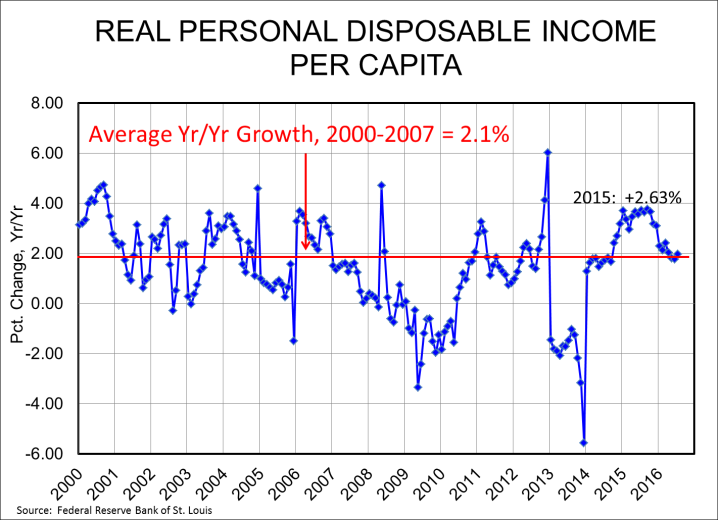 REAL PERSONAL DISPOSABLE INCOME
PER CAPITA
Pct. Change, Yr/Yr
8.00
6.00
4.00
2.00
0.00
-2.00
-4.00
-6.00
Average Yr/Yr Growth, 2000-2007 = 2.1%
2015: +2.63%
2000 2001 2002 2003 2004 2005 2006 2007 2008 2009 2010 2011 2012 2013 2014 2015 2016
Source: Federal Reserve Bank of St. Louis